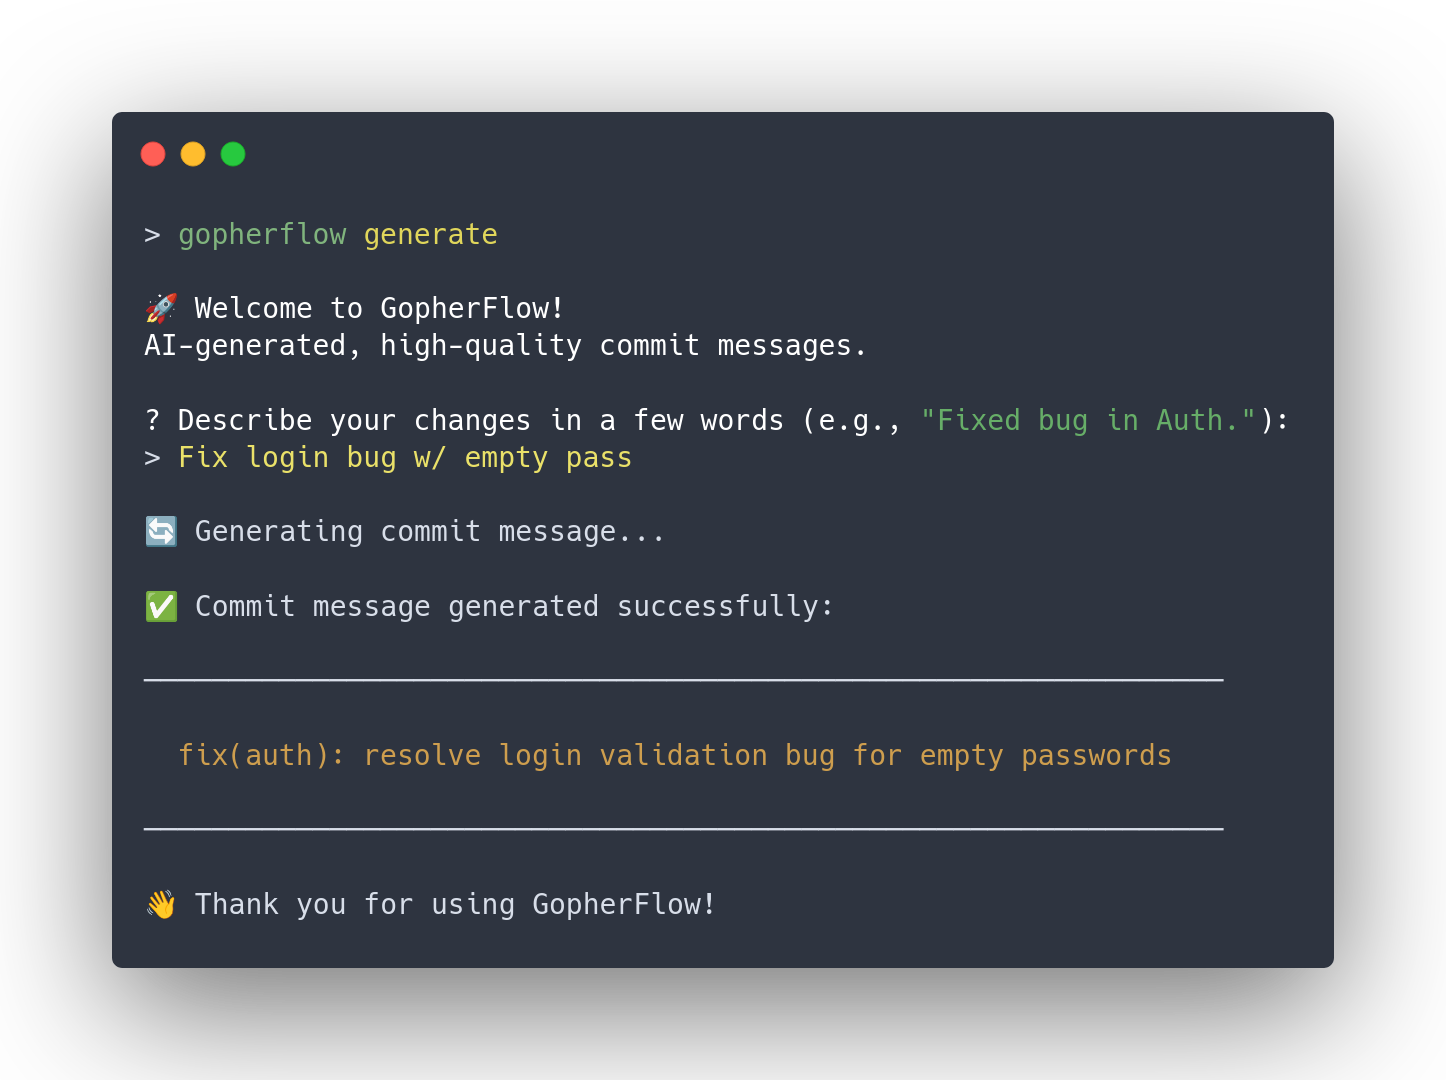 > gopherflow generate
🚀 Welcome to GopherFlow!
AI-generated, high-quality commit messages.
? Describe your changes in a few words (e.g., "Fixed bug in Auth."):
> Fix login bug w/ empty pass
🔄 Generating commit message...
✅ Commit message generated successfully:
fix(auth): resolve login validation bug for empty passwords
👋 Thank you for using GopherFlow!